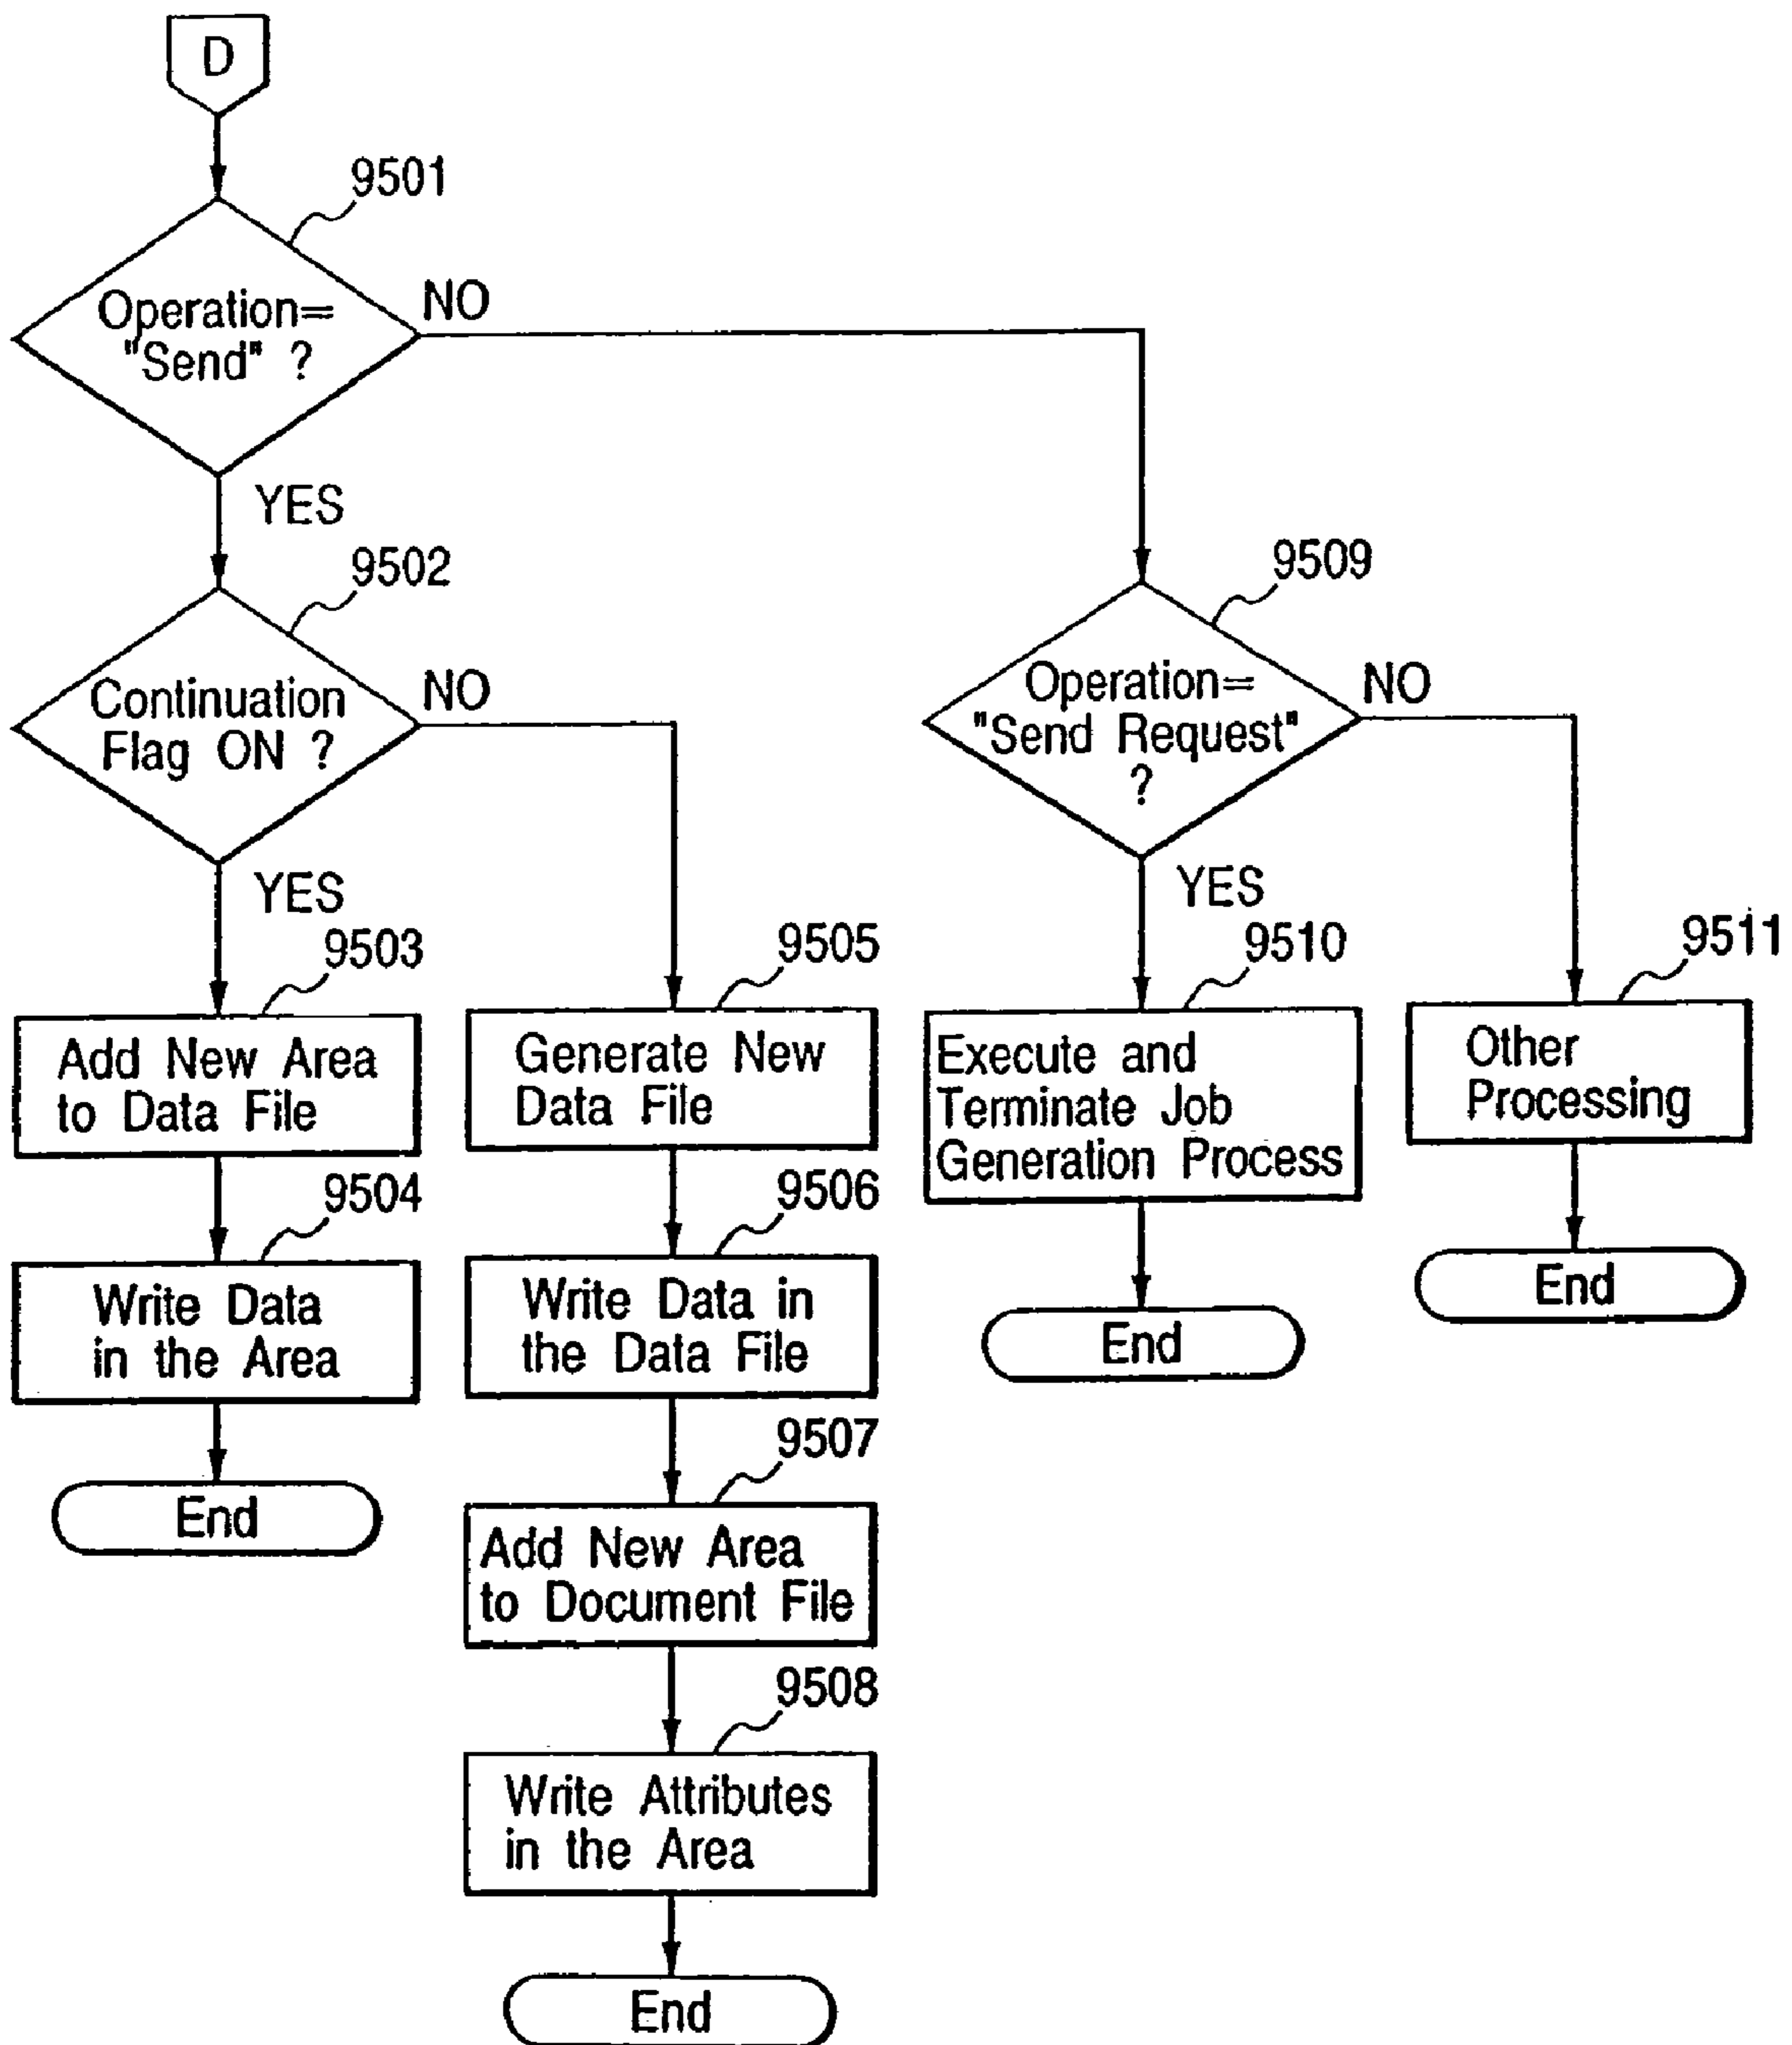 D
9501
Operation=
"Send" ?
NO
YES
9502
Continuation
Flag ON ?
NO
YES
9503
Add New Area
to Data File
9504
Write Data
in the Area
End
9505
Generate New
Data File
9506
Write Data in
the Data File
9507
Add New Area
to Document File
9508
Write Attributes
in the Area
End
9509
Operation=
"Send Request"
?
NO
YES
9510
Execute and
Terminate Job
Generation Process
End
9511
Other
Processing
End